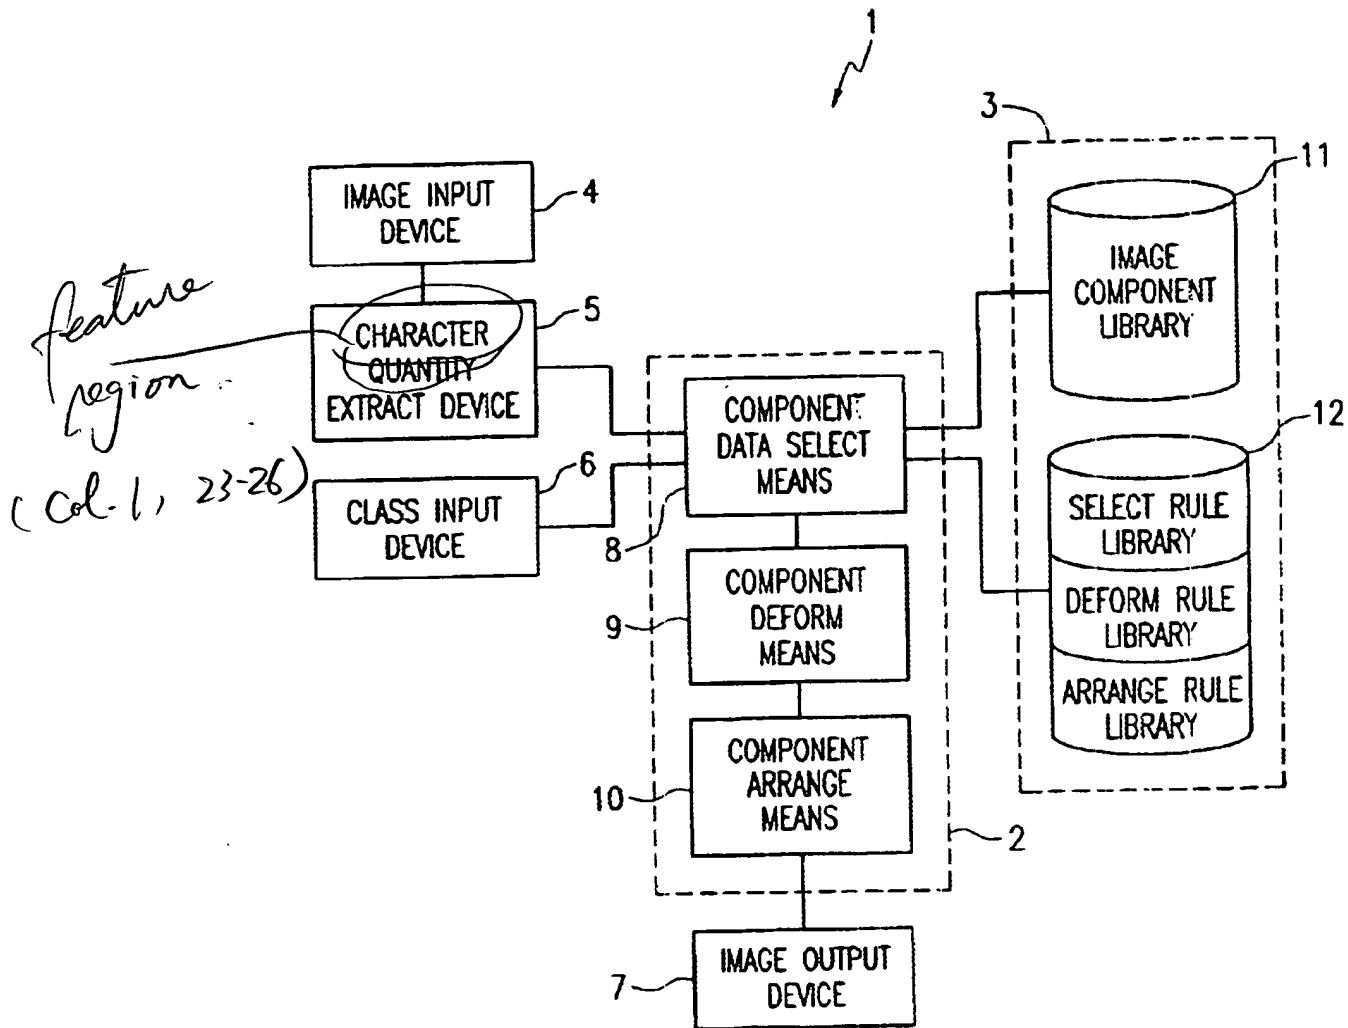 1
3
11
IMAGE INPUT
DEVICE
4
IMAGE
COMPONENT
LIBRARY
feature
region
(Col. 1, 23-26)
5
CHARACTER
QUANTITY
EXTRACT DEVICE
6
CLASS INPUT
DEVICE
COMPONENT
DATA SELECT
MEANS
8
12
SELECT RULE
LIBRARY
DEFORM RULE
LIBRARY
ARRANGE RULE
LIBRARY
9
COMPONENT
DEFORM
MEANS
10
COMPONENT
ARRANGE
MEANS
2
7
IMAGE OUTPUT
DEVICE